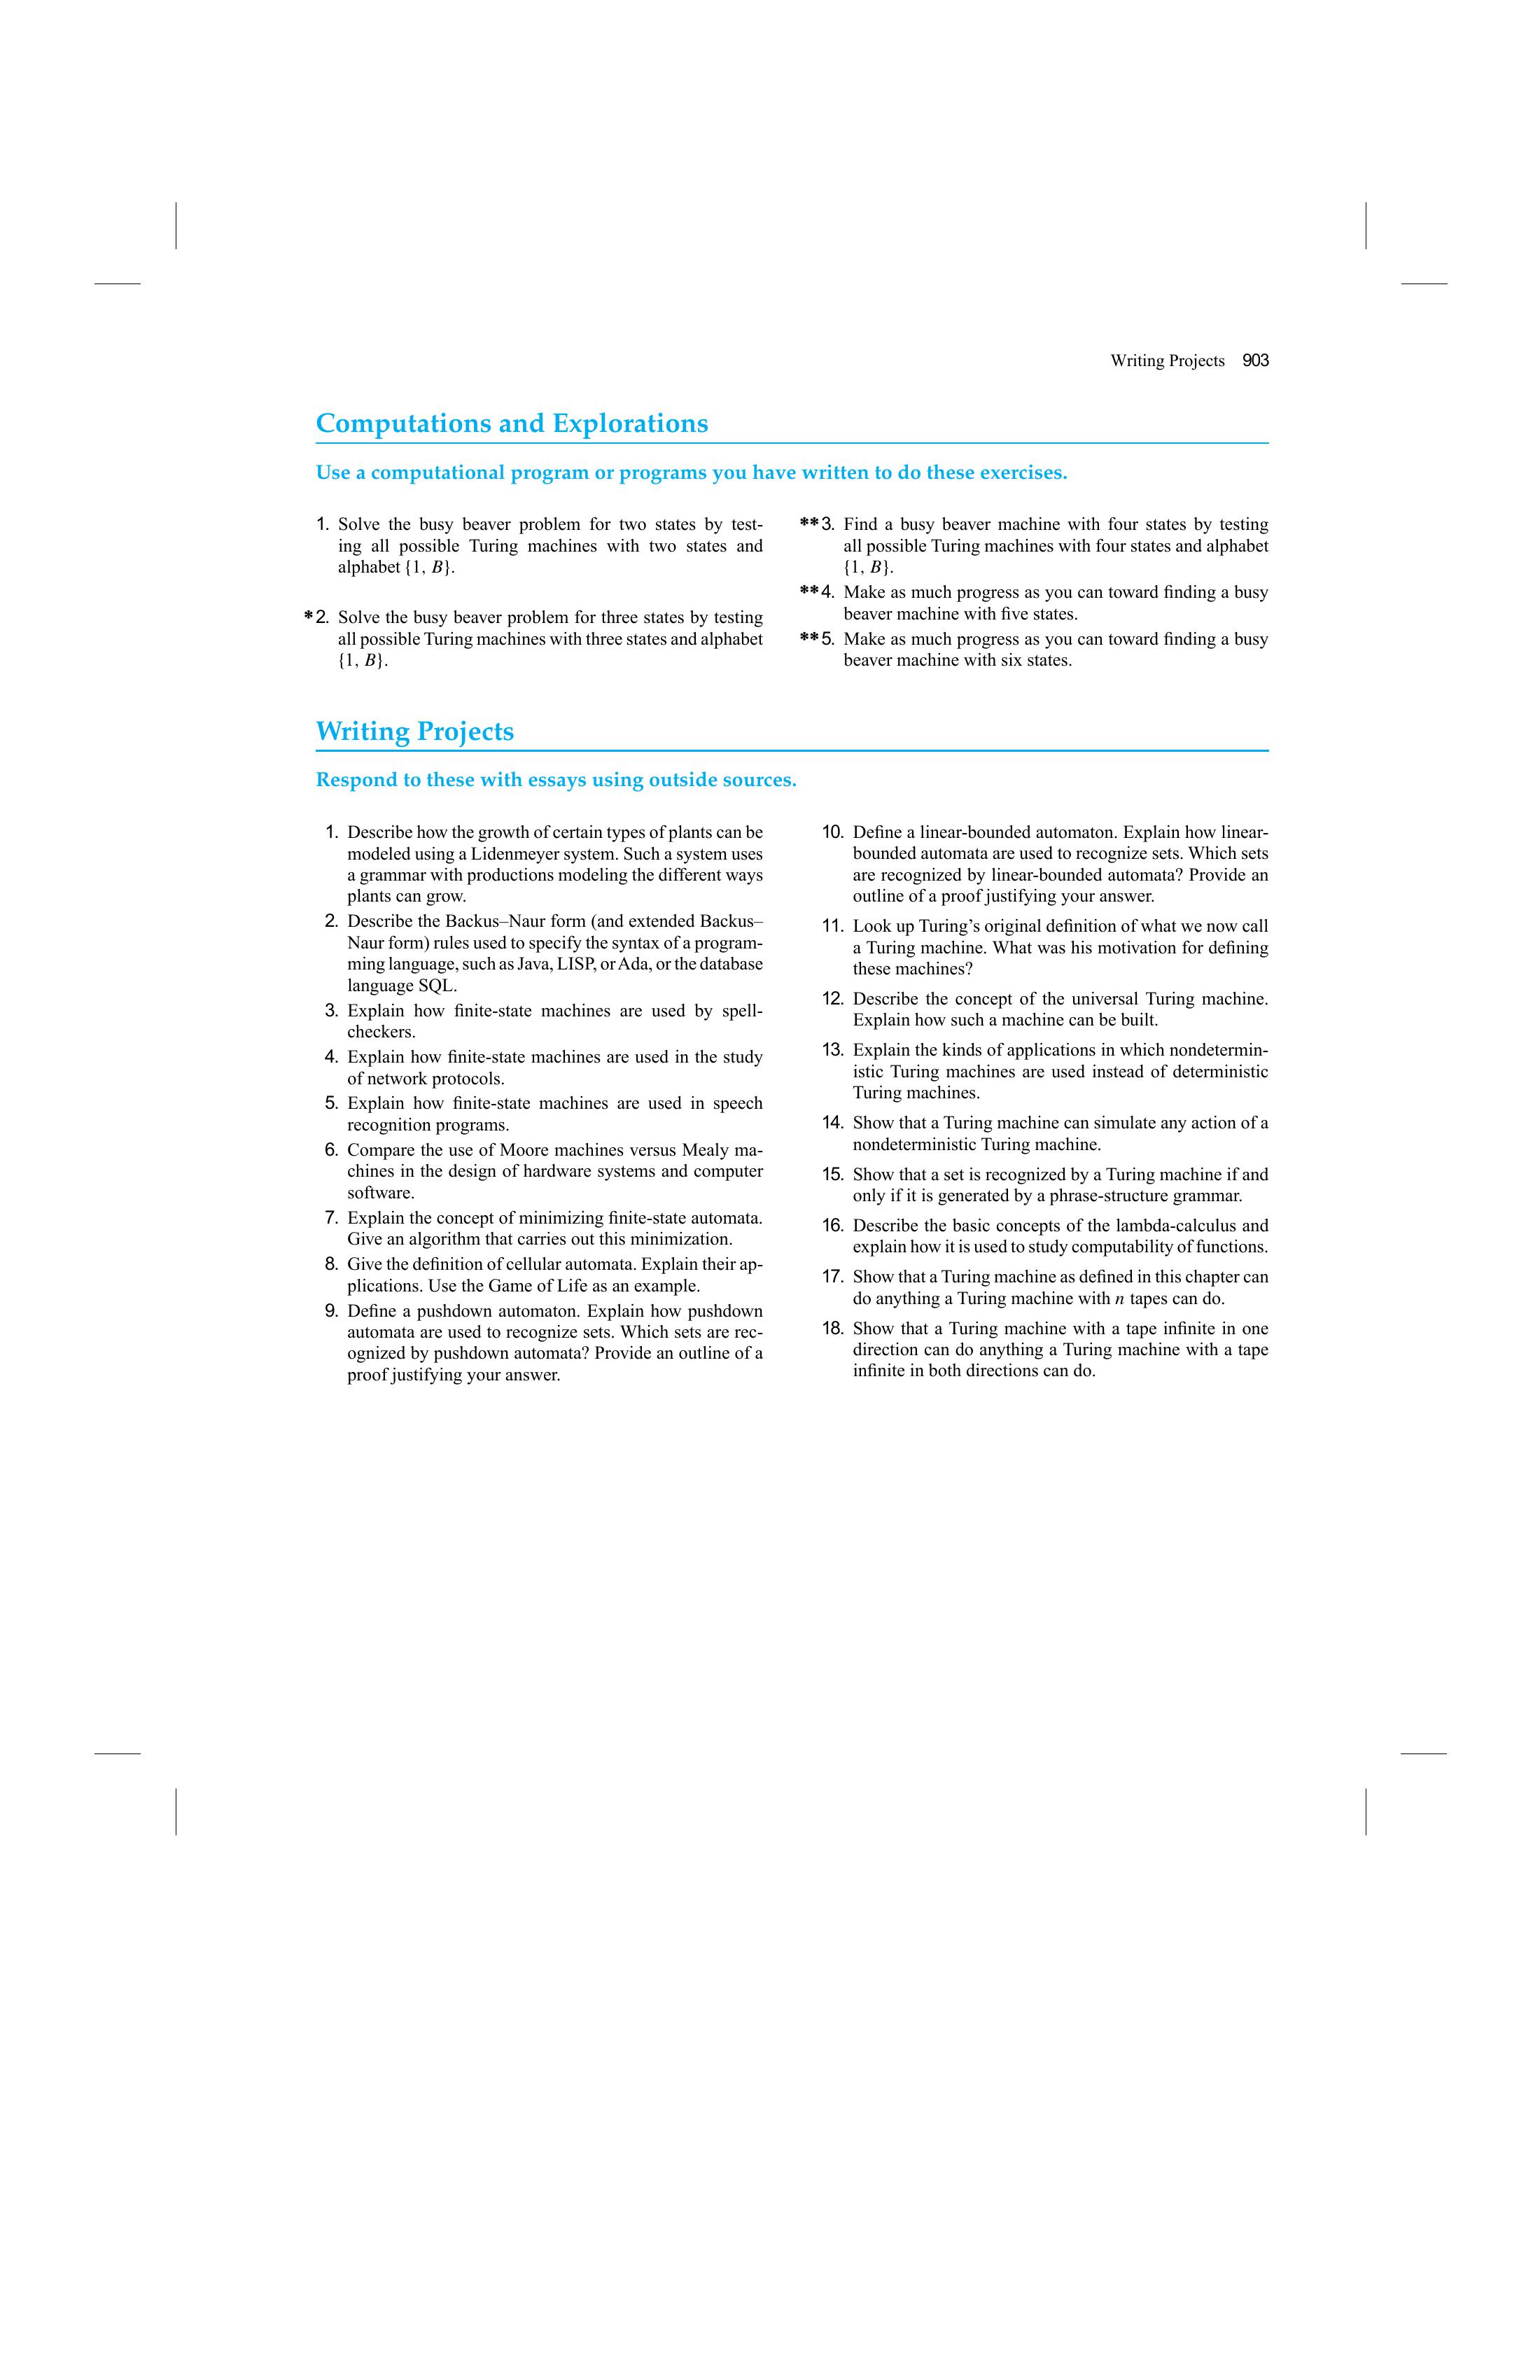 Writing Projects 903
Computations and Explorations
Use a computational program or programs you have written to do these exercises.
1. Solve the busy beaver problem for two states by test-
ing all possible Turing machines with two states and
alphabet {1, B}.
*2. Solve the busy beaver problem for three states by testing
all possible Turing machines with three states and alphabet
{1, B}.
**3. Find a busy beaver machine with four states by testing
all possible Turing machines with four states and alphabet
{1, B}.
**4. Make as much progress as you can toward finding a busy
beaver machine with five states.
**5. Make as much progress as you can toward finding a busy
beaver machine with six states.
Writing Projects
Respond to these with essays using outside sources.
1. Describe how the growth of certain types of plants can be
modeled using a Lidenmeyer system. Such a system uses
a grammar with productions modeling the different ways
plants can grow.
2. Describe the Backus–Naur form (and extended Backus–
Naur form) rules used to specify the syntax of a program-
ming language, such as Java, LISP, or Ada, or the database
language SQL.
3. Explain how finite-state machines are used by spell-
checkers.
4. Explain how finite-state machines are used in the study
of network protocols.
5. Explain how finite-state machines are used in speech
recognition programs.
6. Compare the use of Moore machines versus Mealy ma-
chines in the design of hardware systems and computer
software.
7. Explain the concept of minimizing finite-state automata.
Give an algorithm that carries out this minimization.
8. Give the definition of cellular automata. Explain their ap-
plications. Use the Game of Life as an example.
9. Define a pushdown automaton. Explain how pushdown
automata are used to recognize sets. Which sets are rec-
ognized by pushdown automata? Provide an outline of a
proof justifying your answer.
10. Define a linear-bounded automaton. Explain how linear-
bounded automata are used to recognize sets. Which sets
are recognized by linear-bounded automata? Provide an
outline of a proof justifying your answer.
11. Look up Turing’s original definition of what we now call
a Turing machine. What was his motivation for defining
these machines?
12. Describe the concept of the universal Turing machine.
Explain how such a machine can be built.
13. Explain the kinds of applications in which nondetermin-
istic Turing machines are used instead of deterministic
Turing machines.
14. Show that a Turing machine can simulate any action of a
nondeterministic Turing machine.
15. Show that a set is recognized by a Turing machine if and
only if it is generated by a phrase-structure grammar.
16. Describe the basic concepts of the lambda-calculus and
explain how it is used to study computability of functions.
17. Show that a Turing machine as defined in this chapter can
do anything a Turing machine with n tapes can do.
18. Show that a Turing machine with a tape infinite in one
direction can do anything a Turing machine with a tape
infinite in both directions can do.